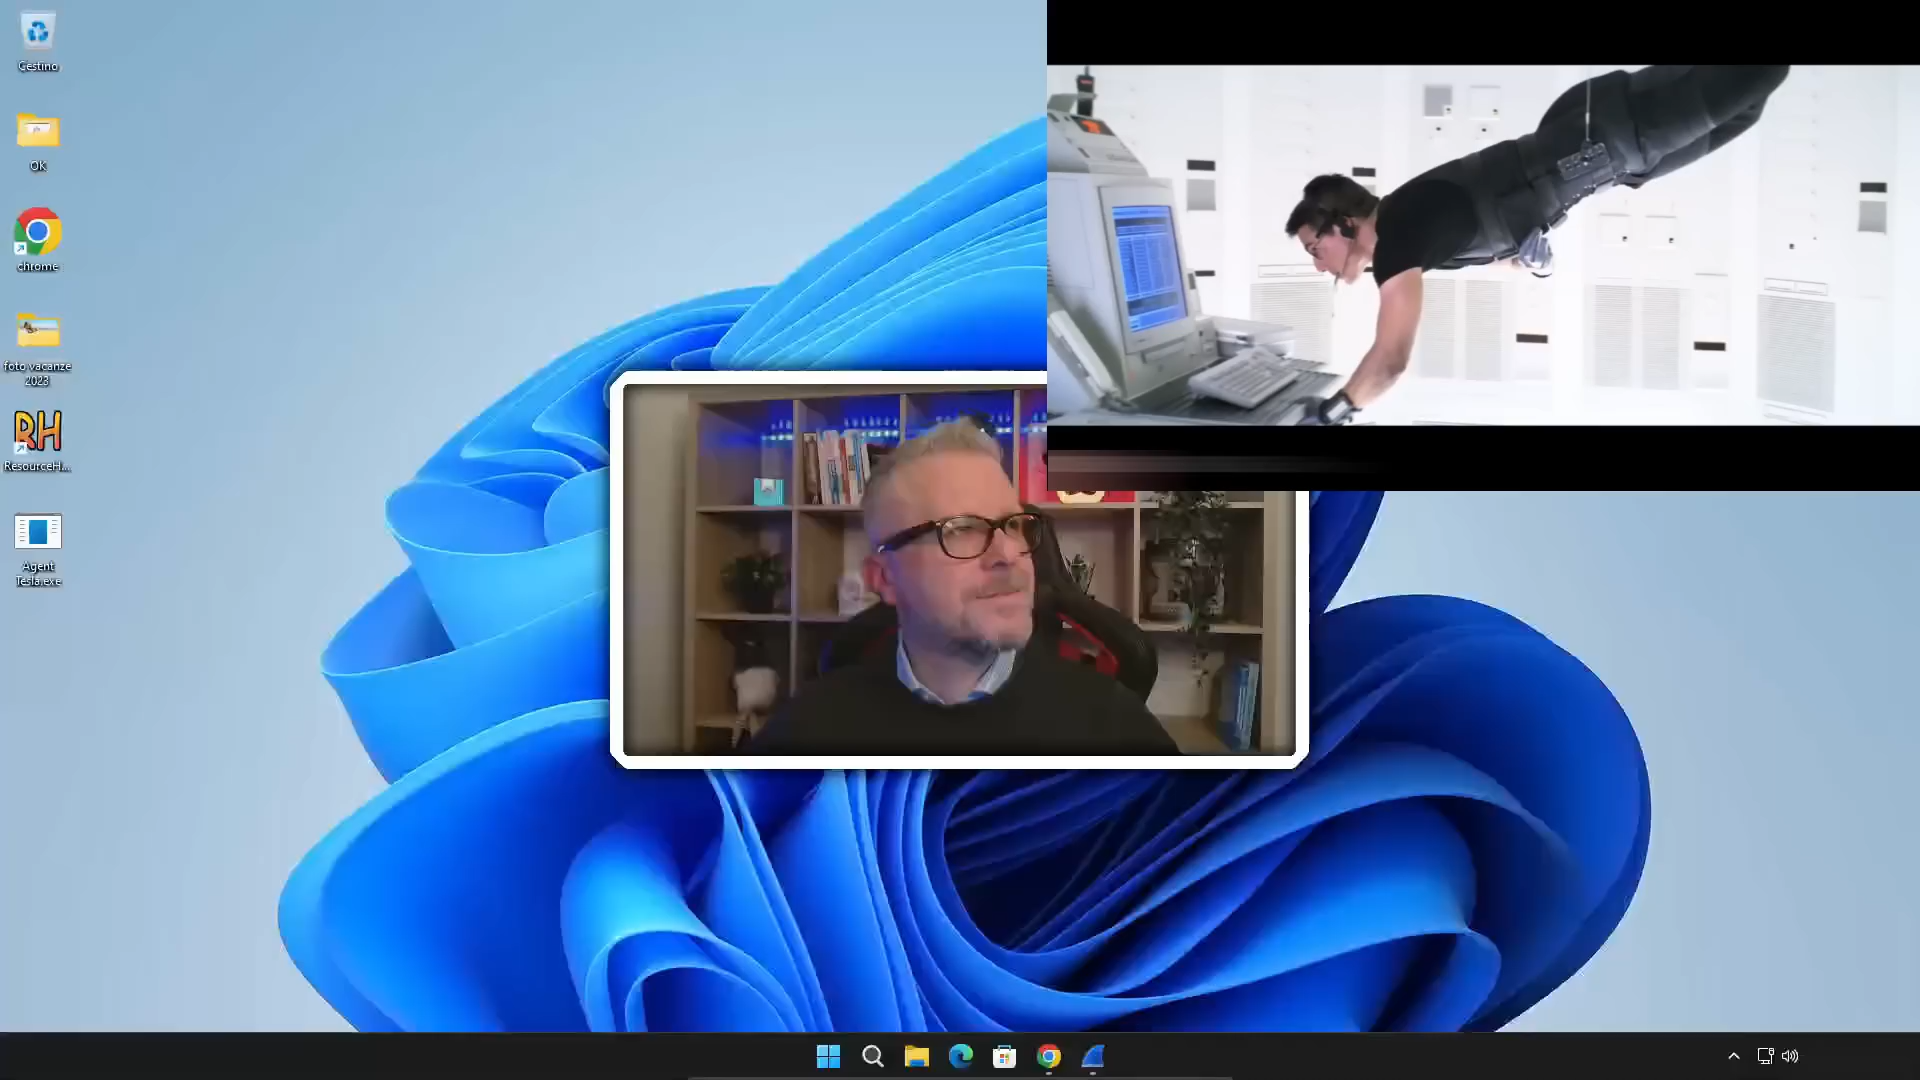 Cestino
OK
chrome
foto vacanze
2023
RH
ResourceH...
Agent
Tesla.exe